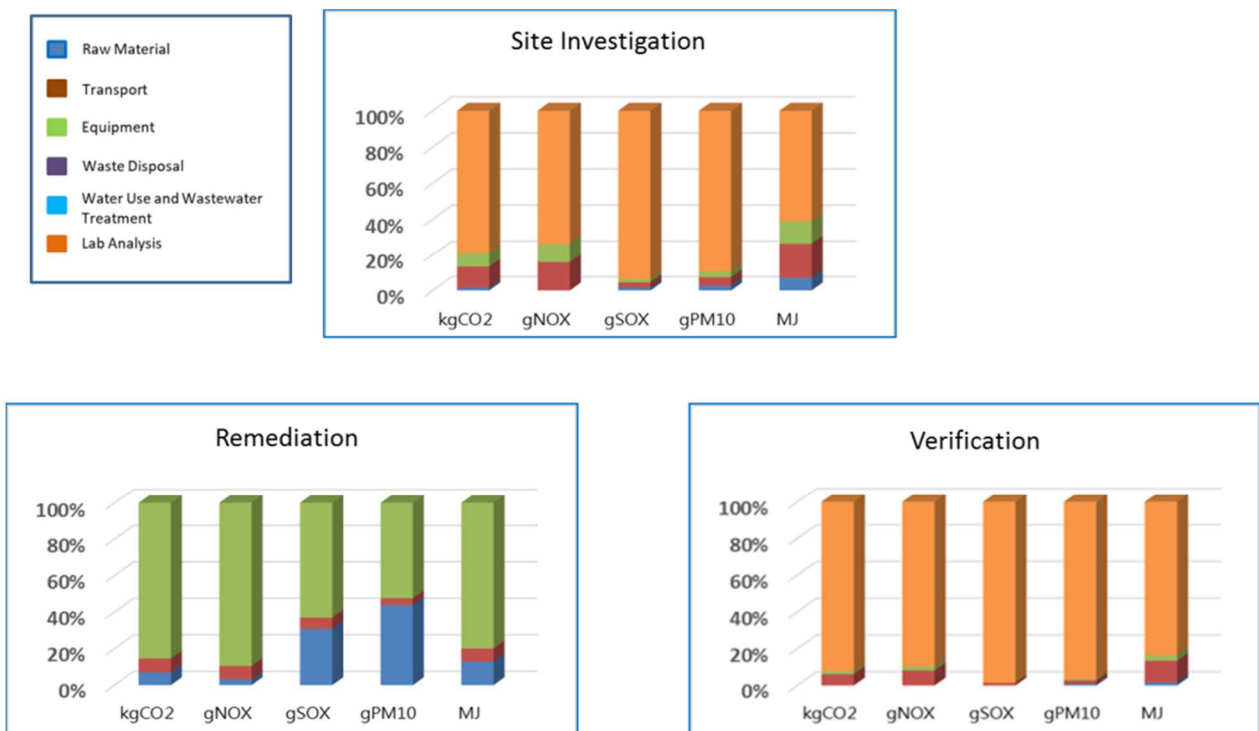 Raw Material
Transport
Equipment
Waste Disposal
Water Use and Wastewater
Treatment
Lab Analysis
Site Investigation
100%
80%
60%
40%
20%
0%
kgCO2 gNOX gSOX gPM10 MJ
Remediation
100%
80%
60%
40%
20%
0%
kgCO2 gNOX gSOX gPM10 MJ
Verification
100%
80%
60%
40%
20%
0%
kgCO2 gNOX gSOX gPM10 MJ